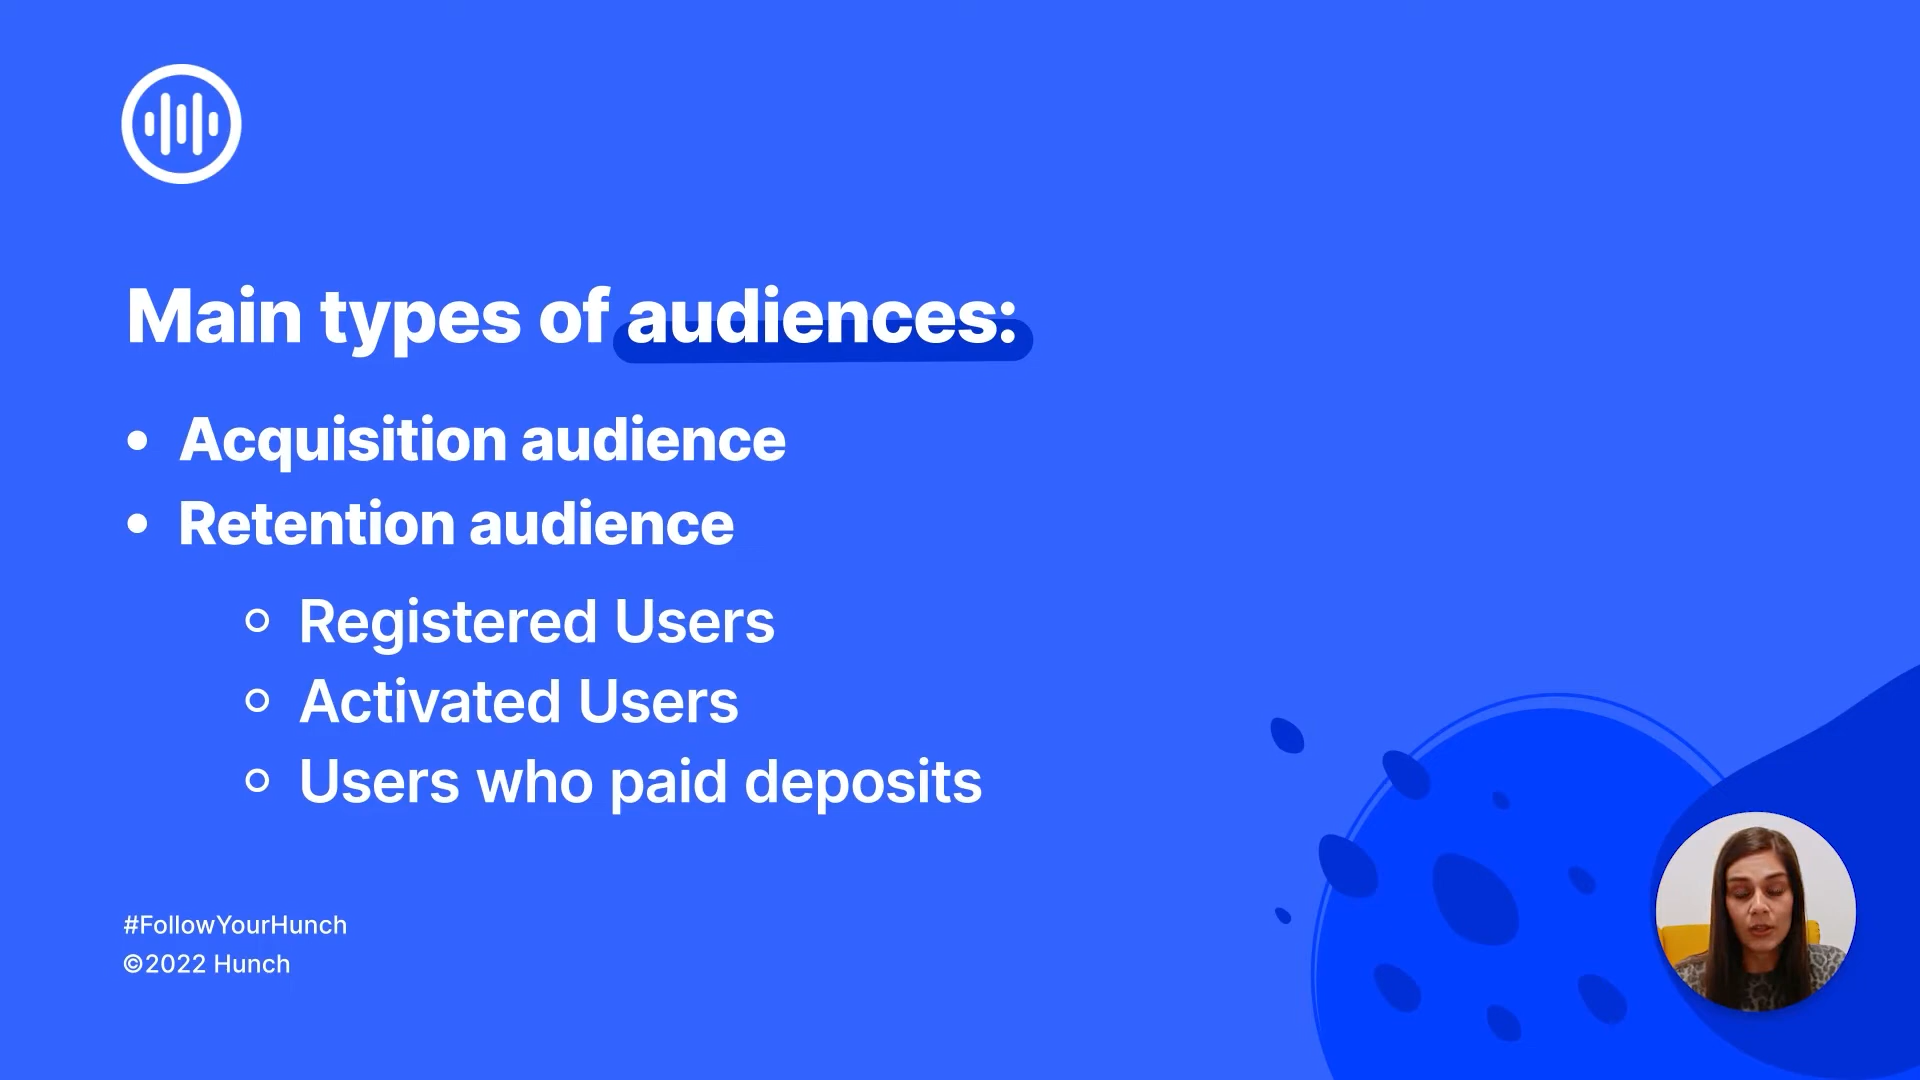 Main types of audiences:
• Acquisition audience
• Retention audience
○ Registered Users
○ Activated Users
○ Users who paid deposits
#FollowYourHunch
©2022 Hunch